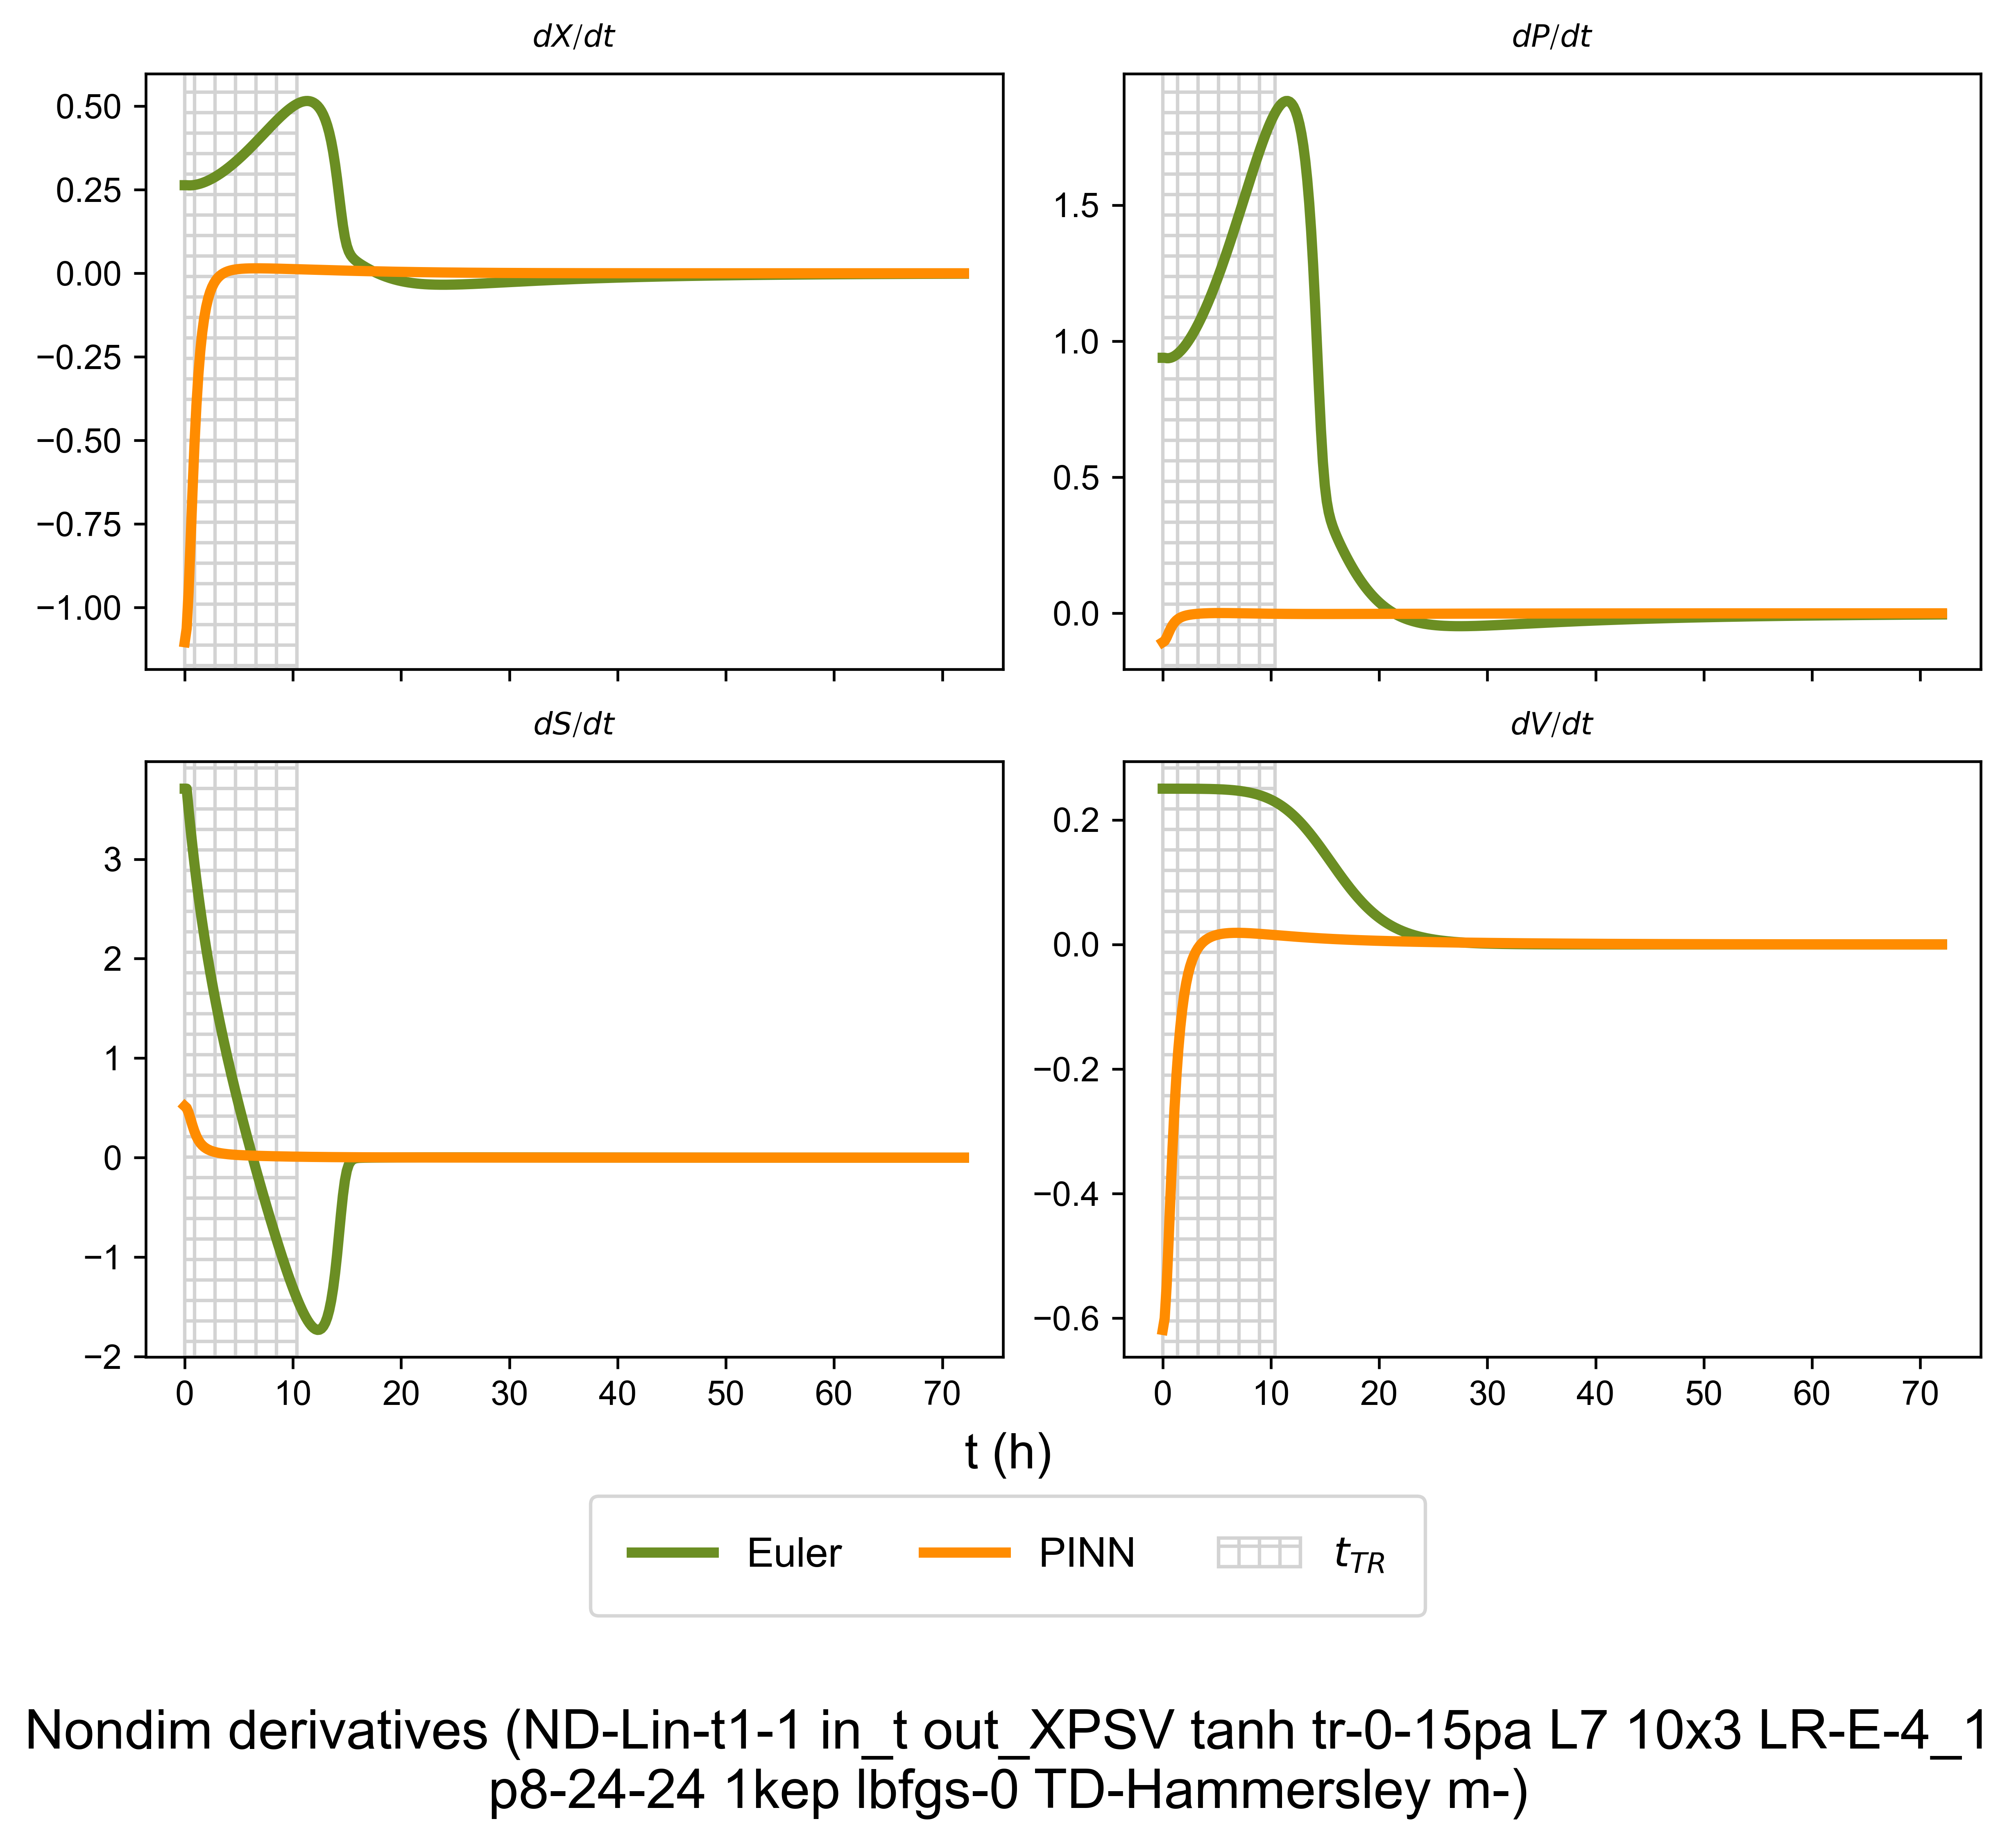 dX/dt
dP/dt
0.50
0.25
0.00
−0.25
−0.50
−0.75
−1.00
1.5
1.0
0.5
0.0
dS/dt
dV/dt
3
2
1
0
−1
−2
0.2
0.0
−0.2
−0.4
−0.6
0 10 20 30 40 50 60 70
0 10 20 30 40 50 60 70
t (h)
Euler PINN t_TR
Nondim derivatives (ND-Lin-t1-1 in_t out_XPSV tanh tr-0-15pa L7 10x3 LR-E-4_1
p8-24-24 1kep lbfgs-0 TD-Hammersley m-)